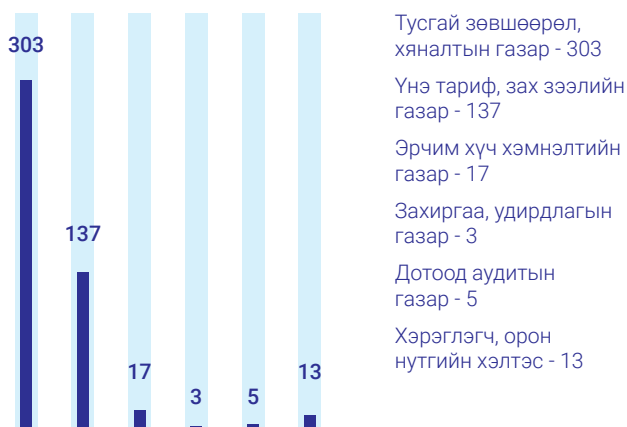 303
137
17
3
5
13
Тусгай зөвшөөрөл,
хяналтын газар - 303
Үнэ тариф, зах зээлийн
газар - 137
Эрчим хүч хэмнэлтийн
газар - 17
Захиргаа, удирдлагын
газар - 3
Дотоод аудитын
газар - 5
Хэрэглэгч, орон
нутгийн хэлтэс - 13